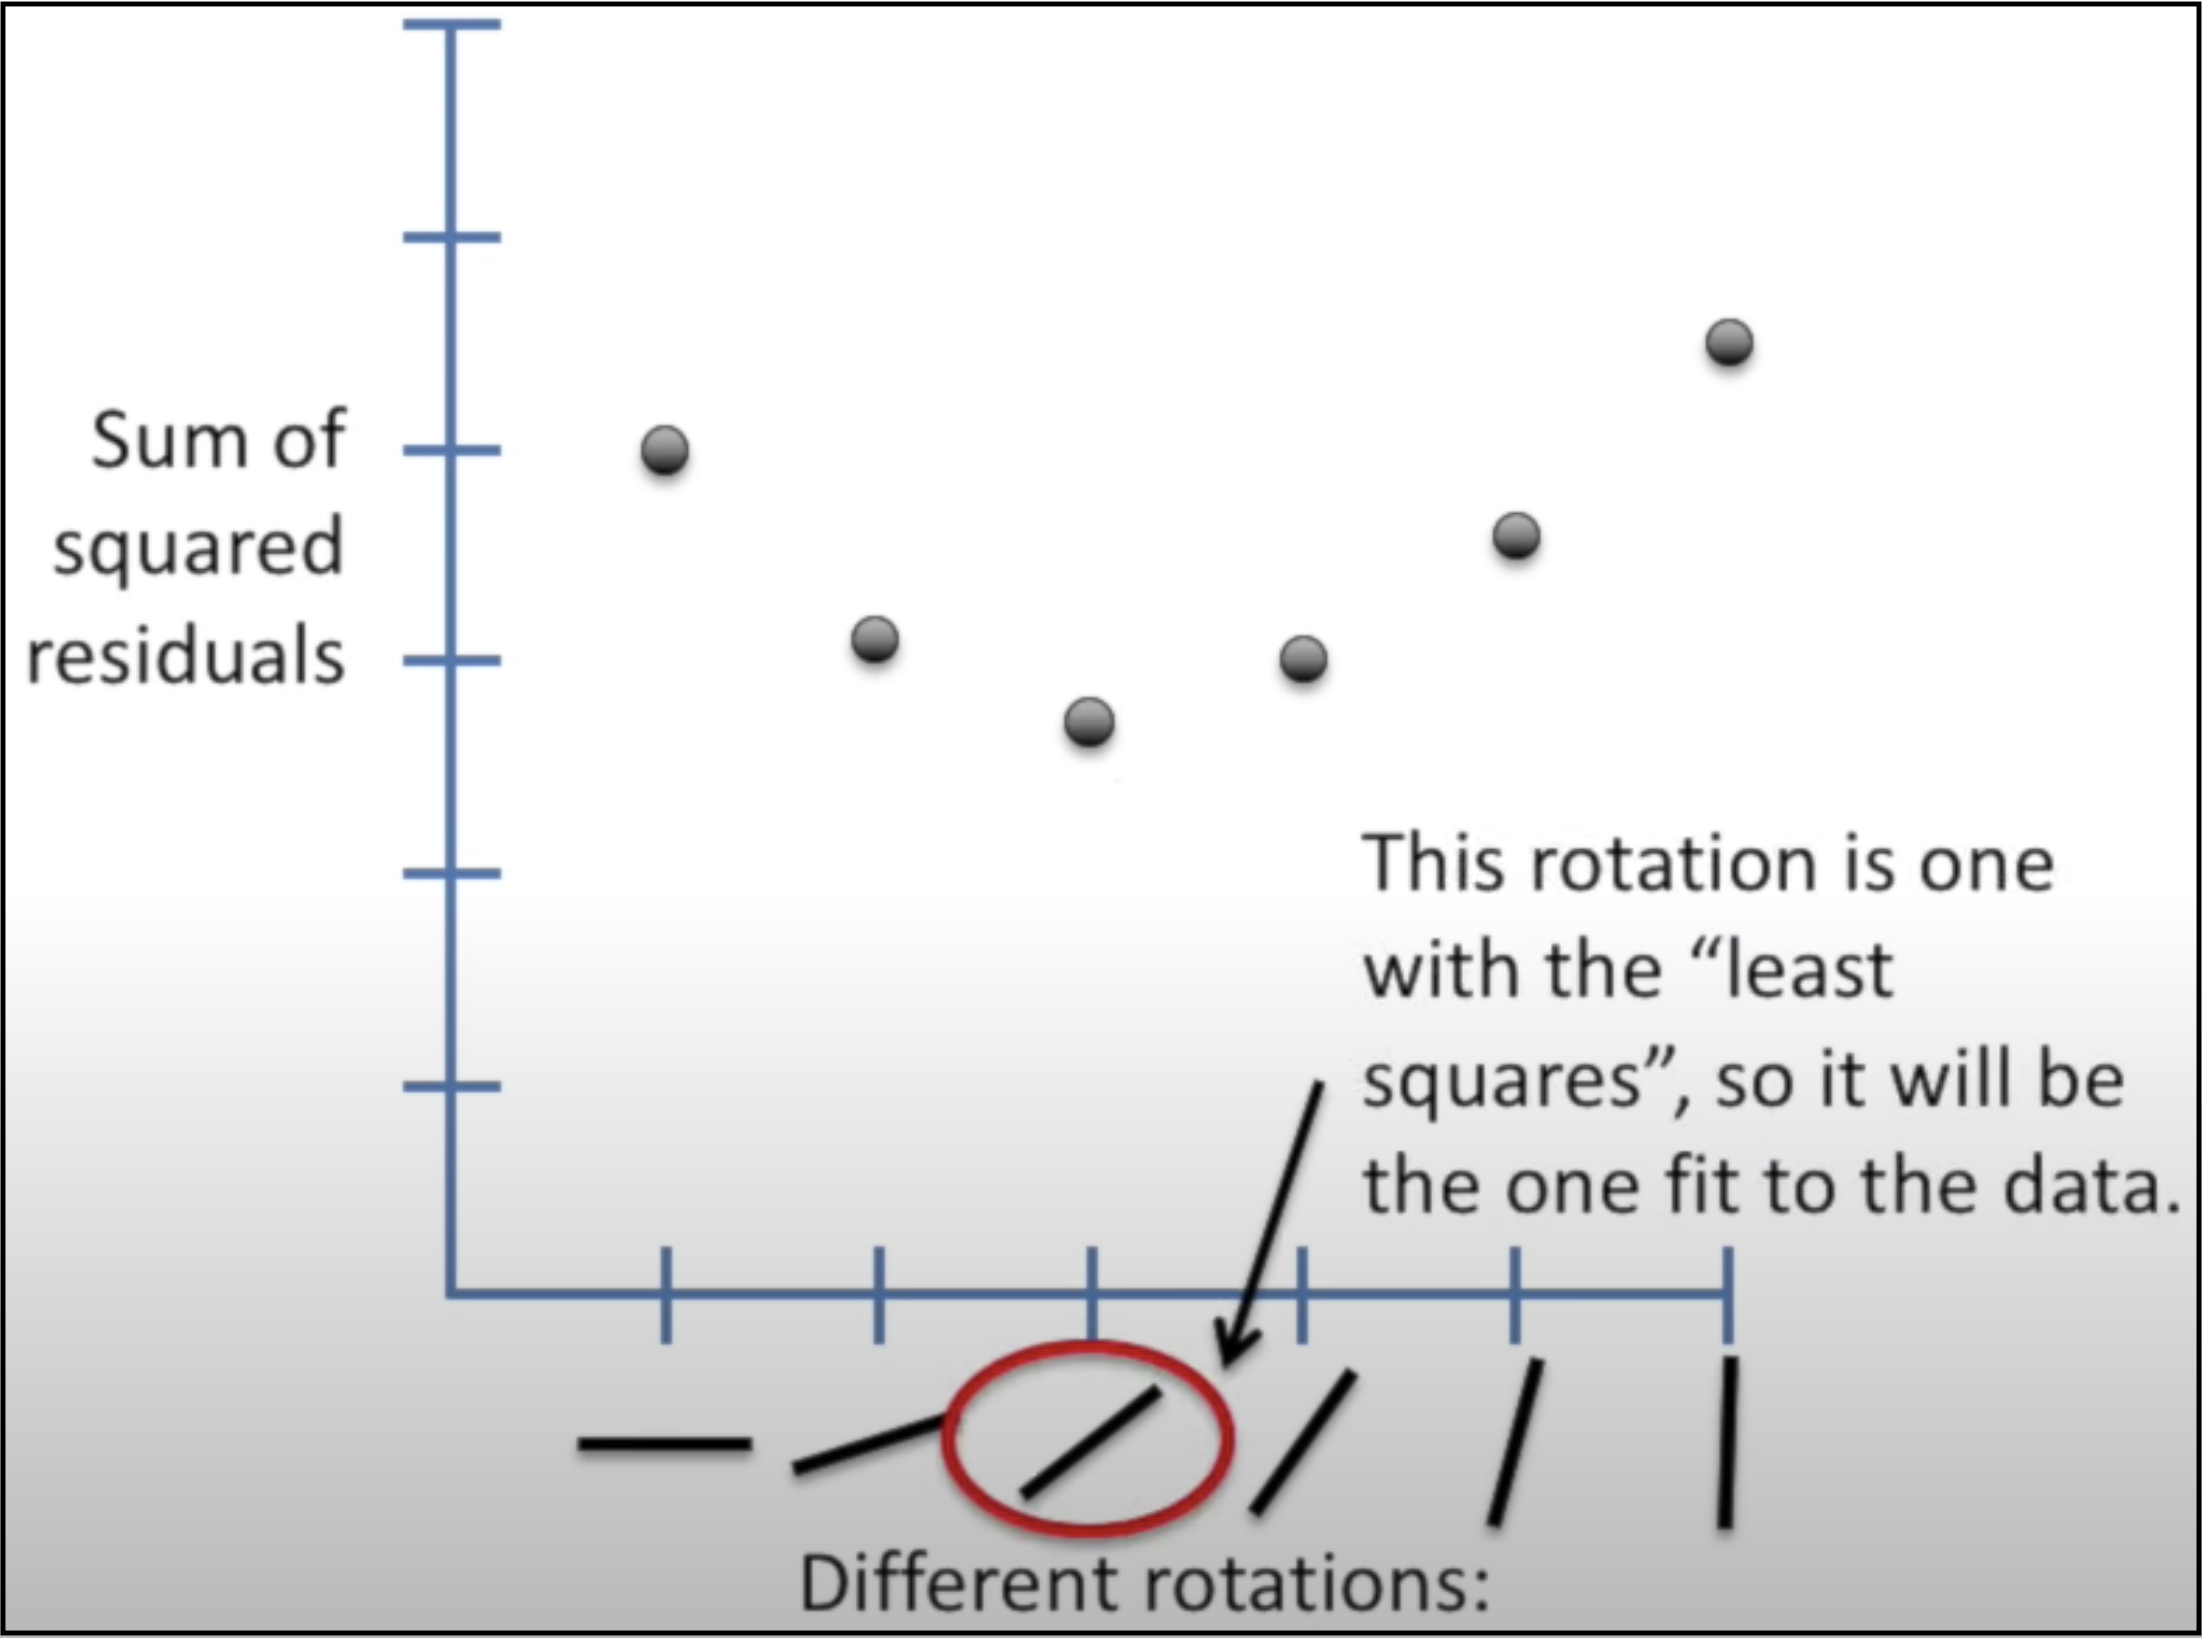 Sum of
squared
residuals
This rotation is one
with the “least
squares”, so it will be
the one fit to the data.
Different rotations: